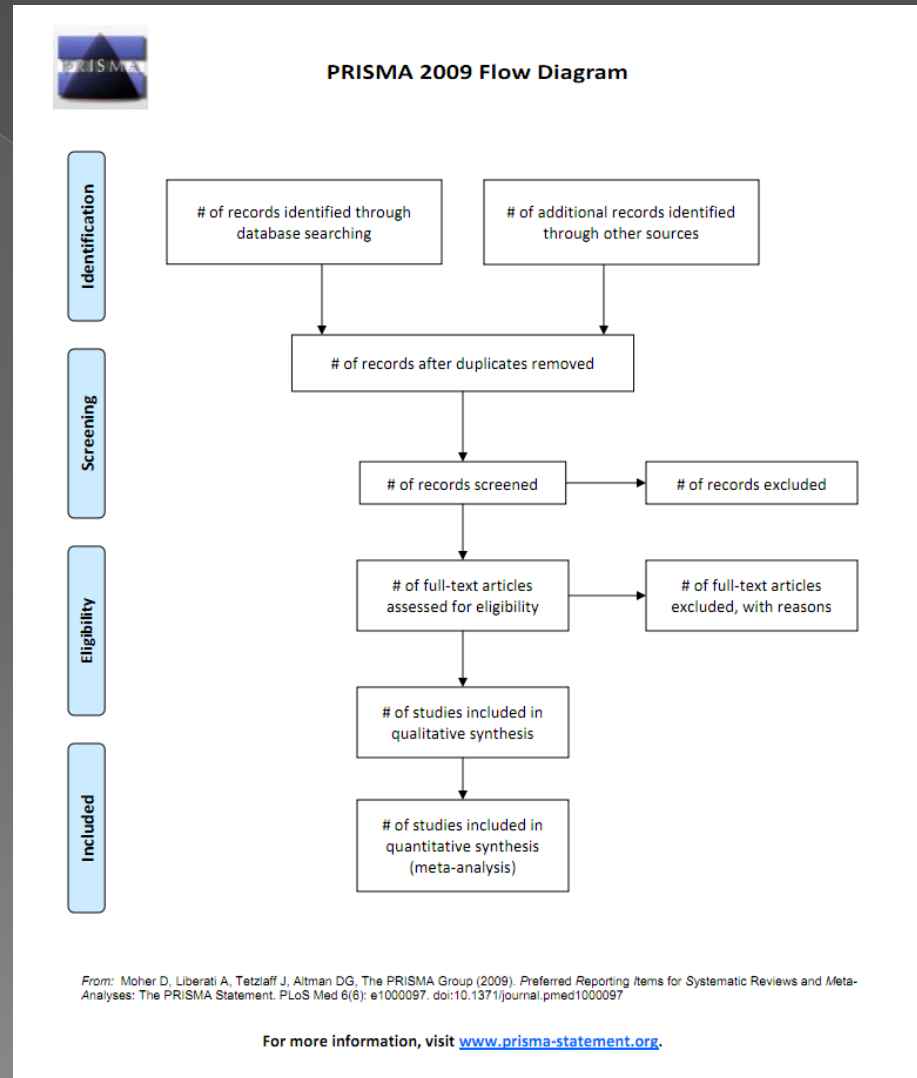 PRISMA
PRISMA 2009 Flow Diagram
Identification
# of records identified through
database searching
# of additional records identified
through other sources
# of records after duplicates removed
Screening
# of records screened
# of records excluded
Eligibility
# of full-text articles
assessed for eligibility
# of full-text articles
excluded, with reasons
# of studies included in
qualitative synthesis
Included
# of studies included in
quantitative synthesis
(meta-analysis)
From: Moher D, Liberati A, Tetzlaff J, Altman DG, The PRISMA Group (2009). Preferred Reporting Items for Systematic Reviews and Meta-
Analyses: The PRISMA Statement. PLoS Med 6(6): e1000097. doi:10.1371/journal.pmed1000097
For more information, visit www.prisma-statement.org.